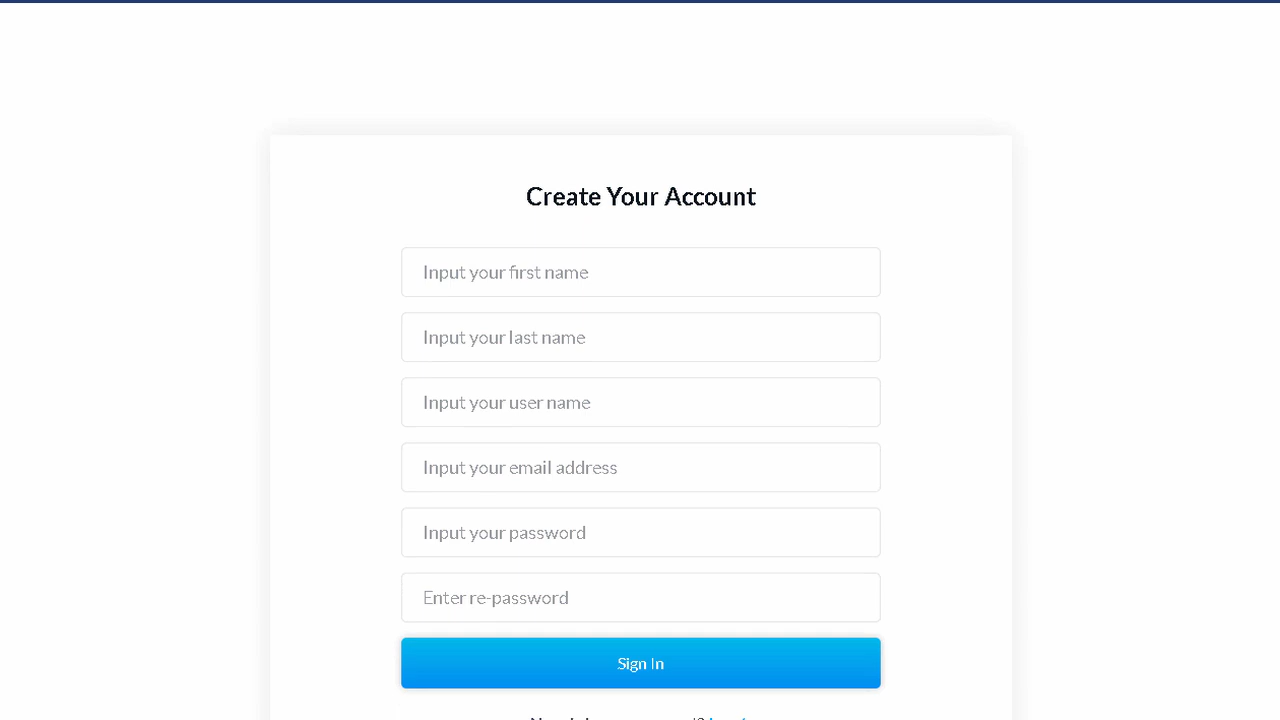 Create Your Account
Input your first name
Input your last name
Input your user name
Input your email address
Input your password
Enter re-password
Sign In